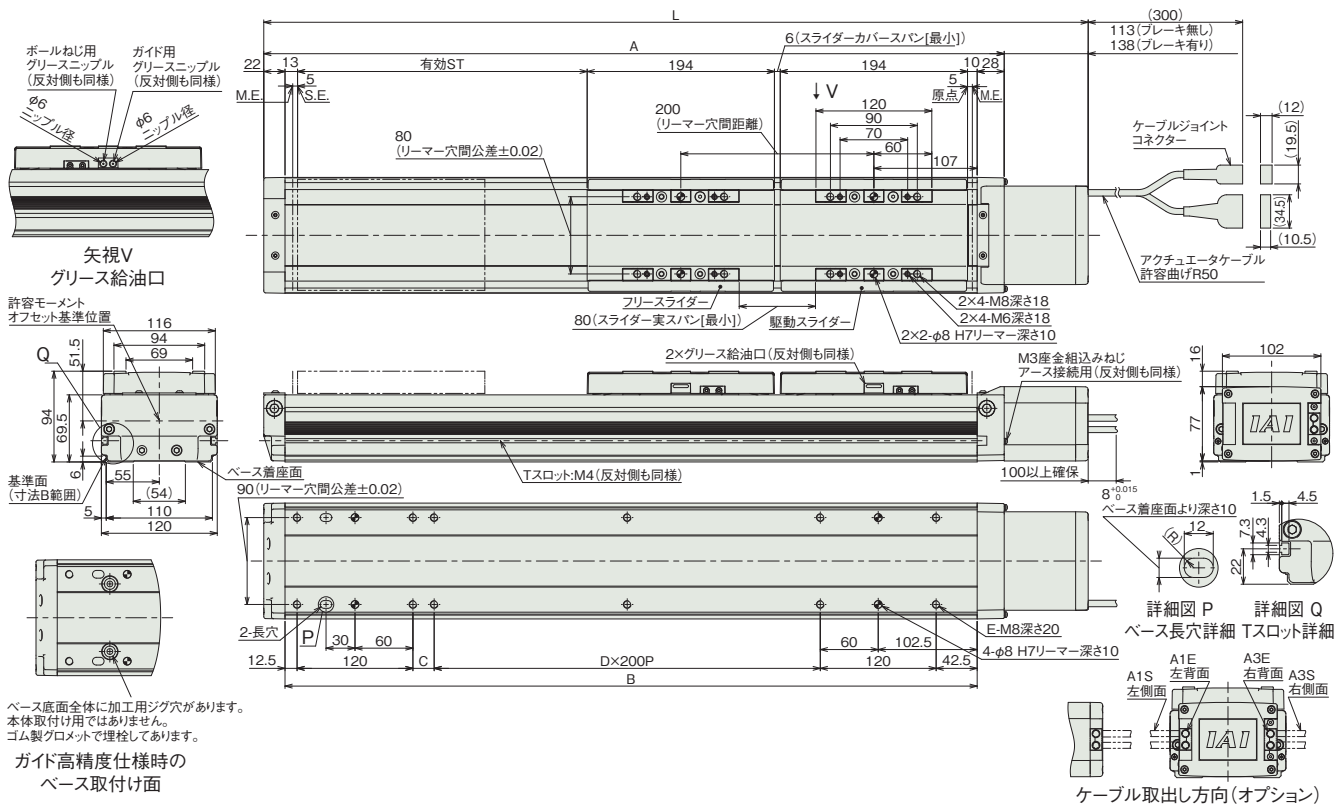 L
(300)
113(ブレーキ無し)
138(ブレーキ有り)
A
6(スライダーカバースパン[最小])
22
13
有効ST
194
194
10
28
5
5
M.E.
S.E.
原点
M.E.
↓V
200
(リーマー穴間距離)
120
90
70
60
107
80
(リーマー穴間公差±0.02)
80
ボールねじ用
グリースニップル
(反対側も同様)
ガイド用
グリースニップル
(反対側も同様)
φ6
ニップル径
φ6
ニップル径
矢視V
グリース給油口
ケーブルジョイント
コネクター
(12)
(19.5)
(34.5)
(10.5)
アクチュエータケーブル
許容曲げR50
フリースライダー
駆動スライダー
80(スライダー実スパン[最小])
2×4-M8深さ18
2×4-M6深さ18
2×2-φ8 H7リーマー深さ10
許容モーメント
オフセット基準位置
116
94
69
Q
51.5
94
69.5
6
基準面
(寸法B範囲)
55
(54)
5
110
120
ベース着座面
2×グリース給油口(反対側も同様)
M3座金組込みねじ
アース接続用(反対側も同様)
Tスロット:M4(反対側も同様)
100以上確保
16
102
77
1
IAI
90(リーマー穴間公差±0.02)
2-長穴
P
30
60
12.5
120
C
D×200P
60
102.5
120
42.5
B
E-M8深さ20
4-φ8 H7リーマー深さ10
8 +0.015 0
ベース着座面より深さ10
12
(R)
詳細図 P
ベース長穴詳細
1.5
4.5
7.3
4.3
22
詳細図 Q
Tスロット詳細
ベース底面全体に加工用ジグ穴があります。
本体取付け用ではありません。
ゴム製グロメットで埋栓してあります。
ガイド高精度仕様時の
ベース取付け面
A1S
左側面
A1E
左背面
A3E
右背面
A3S
右側面
IAI
ケーブル取出し方向(オプション)